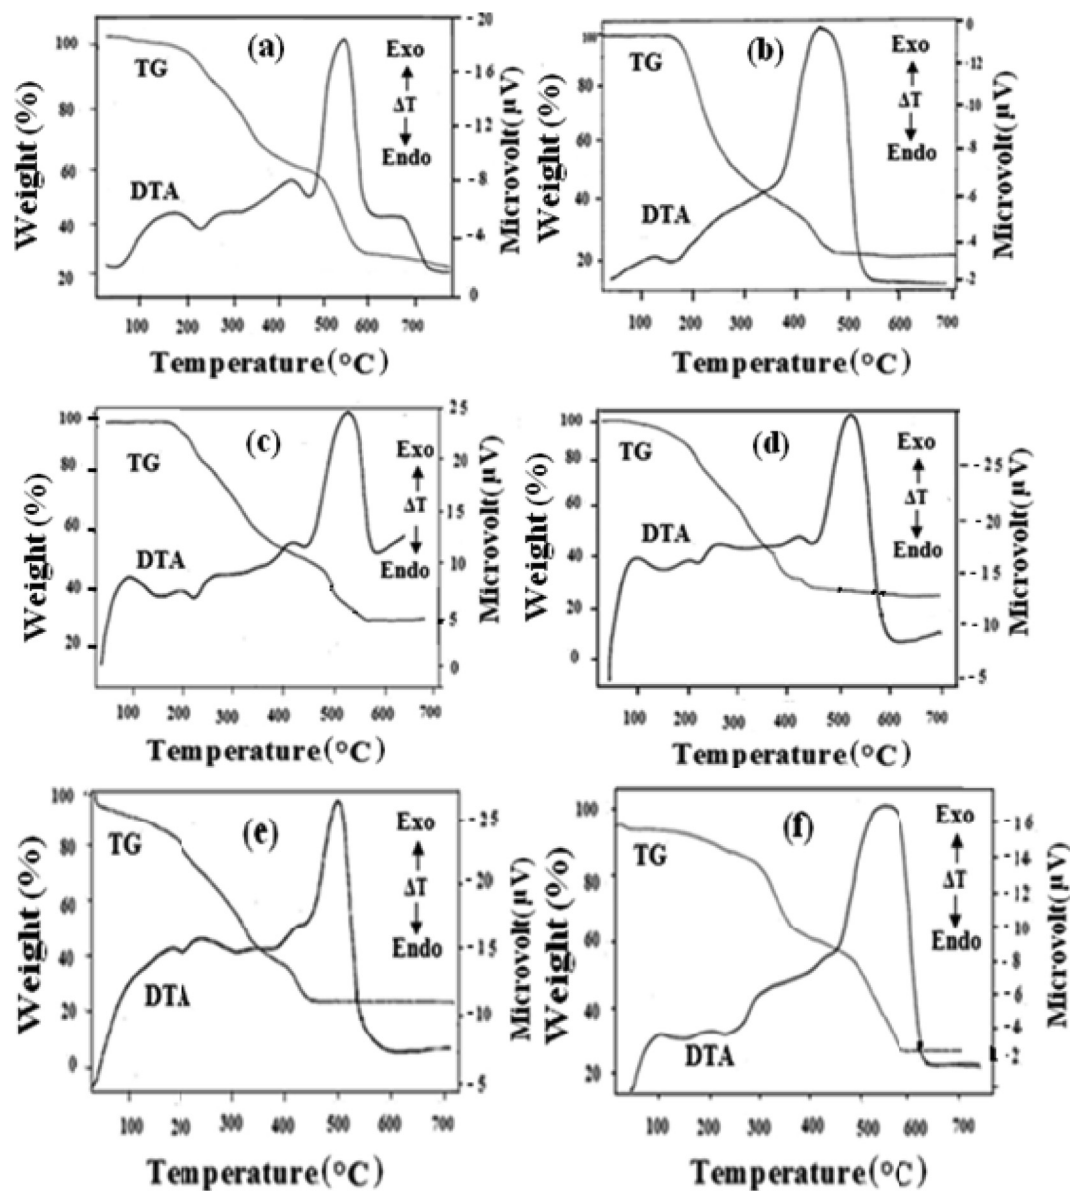 (a)
TG
DTA
Exo
ΔT
Endo
Weight (%)
100
80
60
40
20
Microvolt(µV)
- 20
- 16
- 12
- 8
-4
0
100 200 300 400 500 600 700
Temperature(°C)
(b)
TG
DTA
Exo
ΔT
Endo
Weight (%)
100
80
60
40
20
Microvolt(µV)
0
-12
-10
-8
-6
-4
-2
100 200 300 400 500 600 700
Temperature(°C)
(c)
TG
DTA
Exo
ΔT
Endo
Weight (%)
100
80
60
40
20
Microvolt(µV)
25
20
15
10
5
0
100 200 300 400 500 600 700
Temperature(°C)
(d)
TG
DTA
Exo
ΔT
Endo
Weight (%)
100
80
60
40
20
0
Microvolt(µV)
-25
-20
-15
-10
-5
100 200 300 400 500 600 700
Temperature(°C)
(e)
TG
DTA
Exo
ΔT
Endo
Weight (%)
100
80
60
40
20
0
Microvolt(µV)
-25
-20
-15
-10
-5
100 200 300 400 500 600 700
Temperature(°C)
(f)
TG
DTA
Exo
ΔT
Endo
Weight (%)
100
80
60
40
20
Microvolt(µV)
-16
-14
-12
-10
-8
-6
-4
-2
100 200 300 400 500 600 700
Temperature(°C)